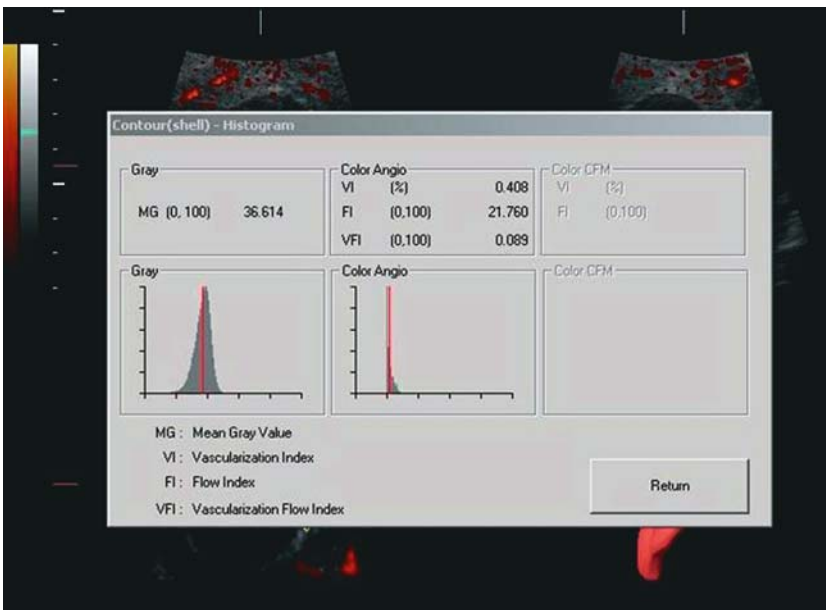 Contour(shell) - Histogram
Gray
MG (0, 100) 36.614
Color Angio
VI (%) 0.408
FI (0,100) 21.760
VFI (0,100) 0.089
Color CFM
VI (%)
FI (0,100)
Gray
Color Angio
Color CFM
MG : Mean Gray Value
VI : Vascularization Index
FI : Flow Index
VFI : Vascularization Flow Index
Return